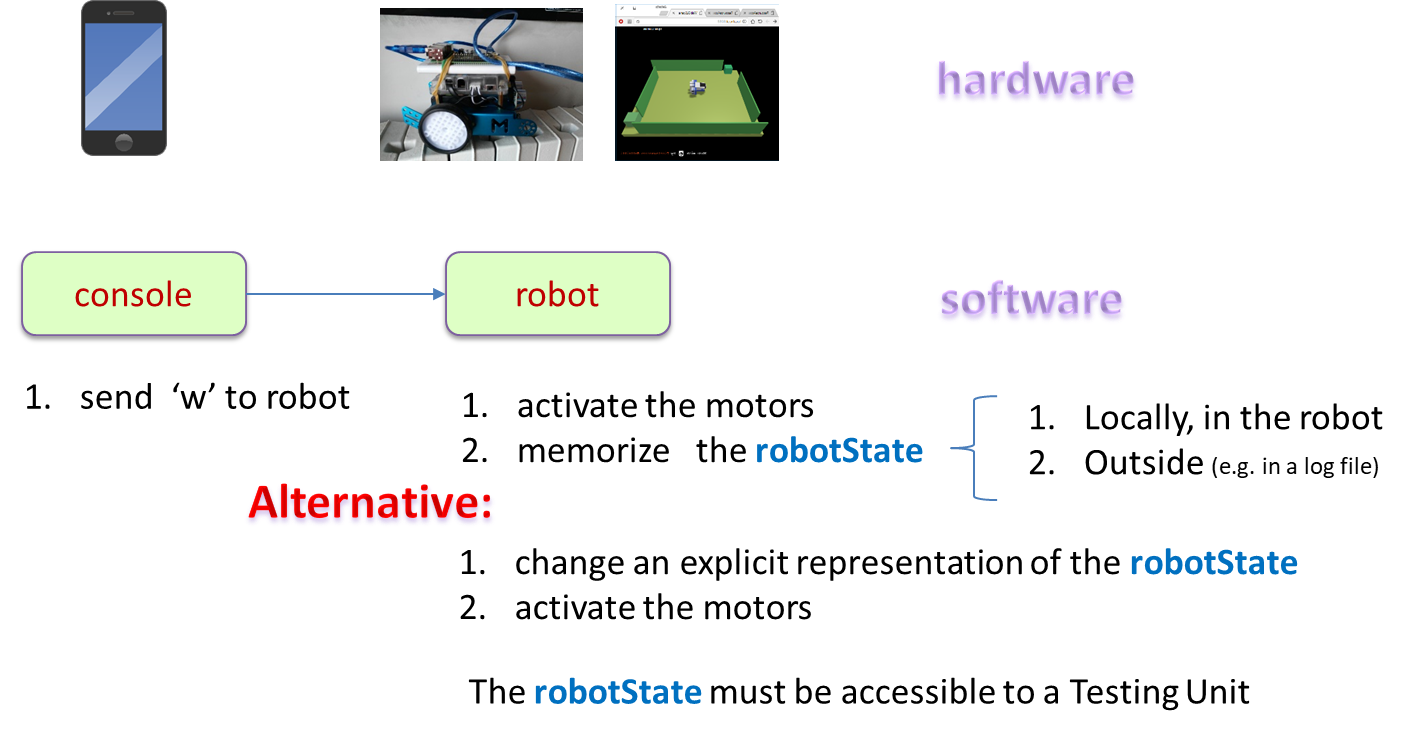 hardware
console
robot
software
1. send ‘w’ to robot
1. activate the motors
2. memorize the robotState
1. Locally, in the robot
2. Outside (e.g. in a log file)
Alternative:
1. change an explicit representation of the robotState
2. activate the motors
The robotState must be accessible to a Testing Unit